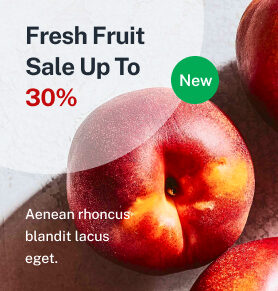 Fresh Fruit
Sale Up To
30%
New
Aenean rhoncus
blandit lacus
eget.